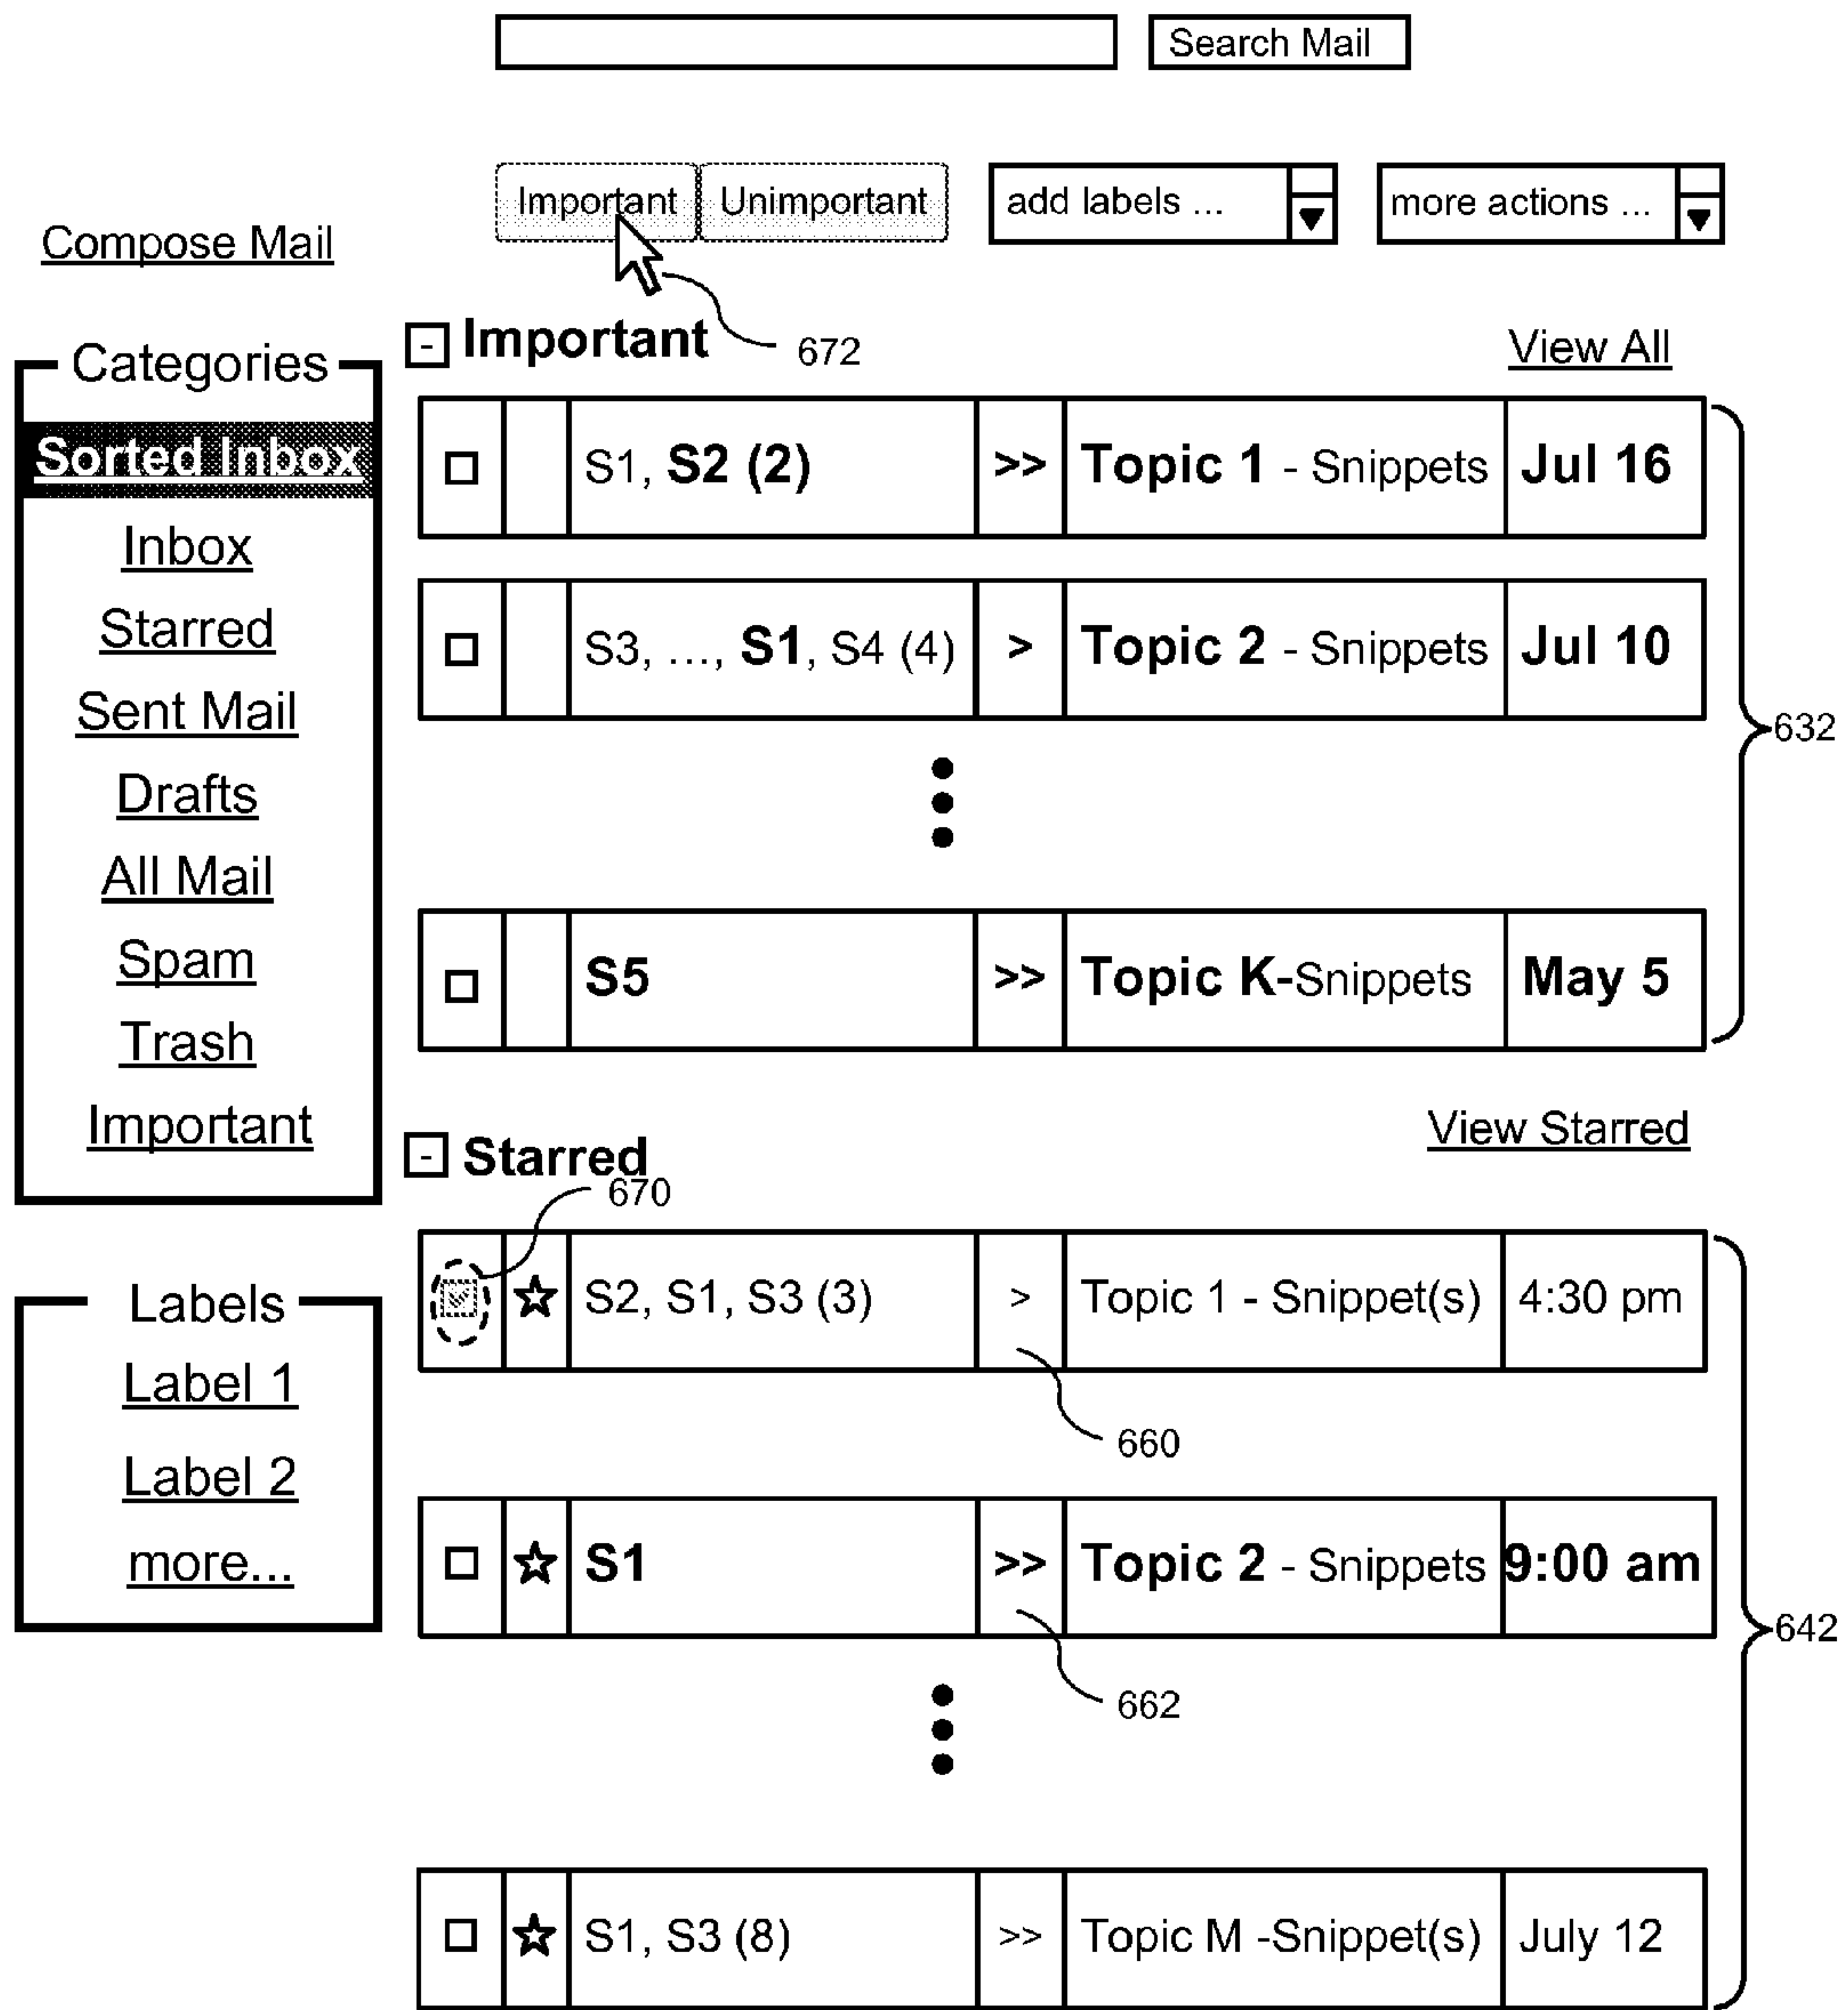 Search Mail
Important Unimportant add labels ... more actions ...
Compose Mail
672
Categories
Sorted Inbox
Inbox
Starred
Sent Mail
Drafts
All Mail
Spam
Trash
Important
Labels
Label 1
Label 2
more...
- Important View All
S1, S2 (2) >> Topic 1 - Snippets Jul 16
S3, ..., S1, S4 (4) > Topic 2 - Snippets Jul 10
632
S5 >> Topic K-Snippets May 5
- Starred View Starred
670
S2, S1, S3 (3) > Topic 1 - Snippet(s) 4:30 pm
660
S1 >> Topic 2 - Snippets 9:00 am
642
662
S1, S3 (8) >> Topic M -Snippet(s) July 12